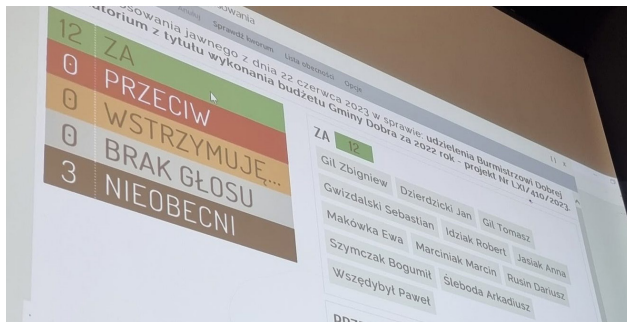 Sprawdź kworum Lista obecności Opcje
osowania jawnego z dnia 22 czerwca 2023 w sprawie: udzielenia Burmistrzowi Dobrej
z tytułu wykonania budżetu Gminy Dobra za 2022 rok - projekt Nr LXI/410/2023.
12 ZA
0 PRZECIW
0 WSTRZYMUJĘ...
0 BRAK GŁOSU
3 NIEOBECNI
ZA 12
Gil Zbigniew Dzierdzicki Jan Gil Tomasz
Gwizdalski Sebastian Idziak Robert Jasiak Anna
Makówka Ewa Marciniak Marcin Rusin Dariusz
Szymczak Bogumił Śleboda Arkadiusz
Wszędybył Paweł